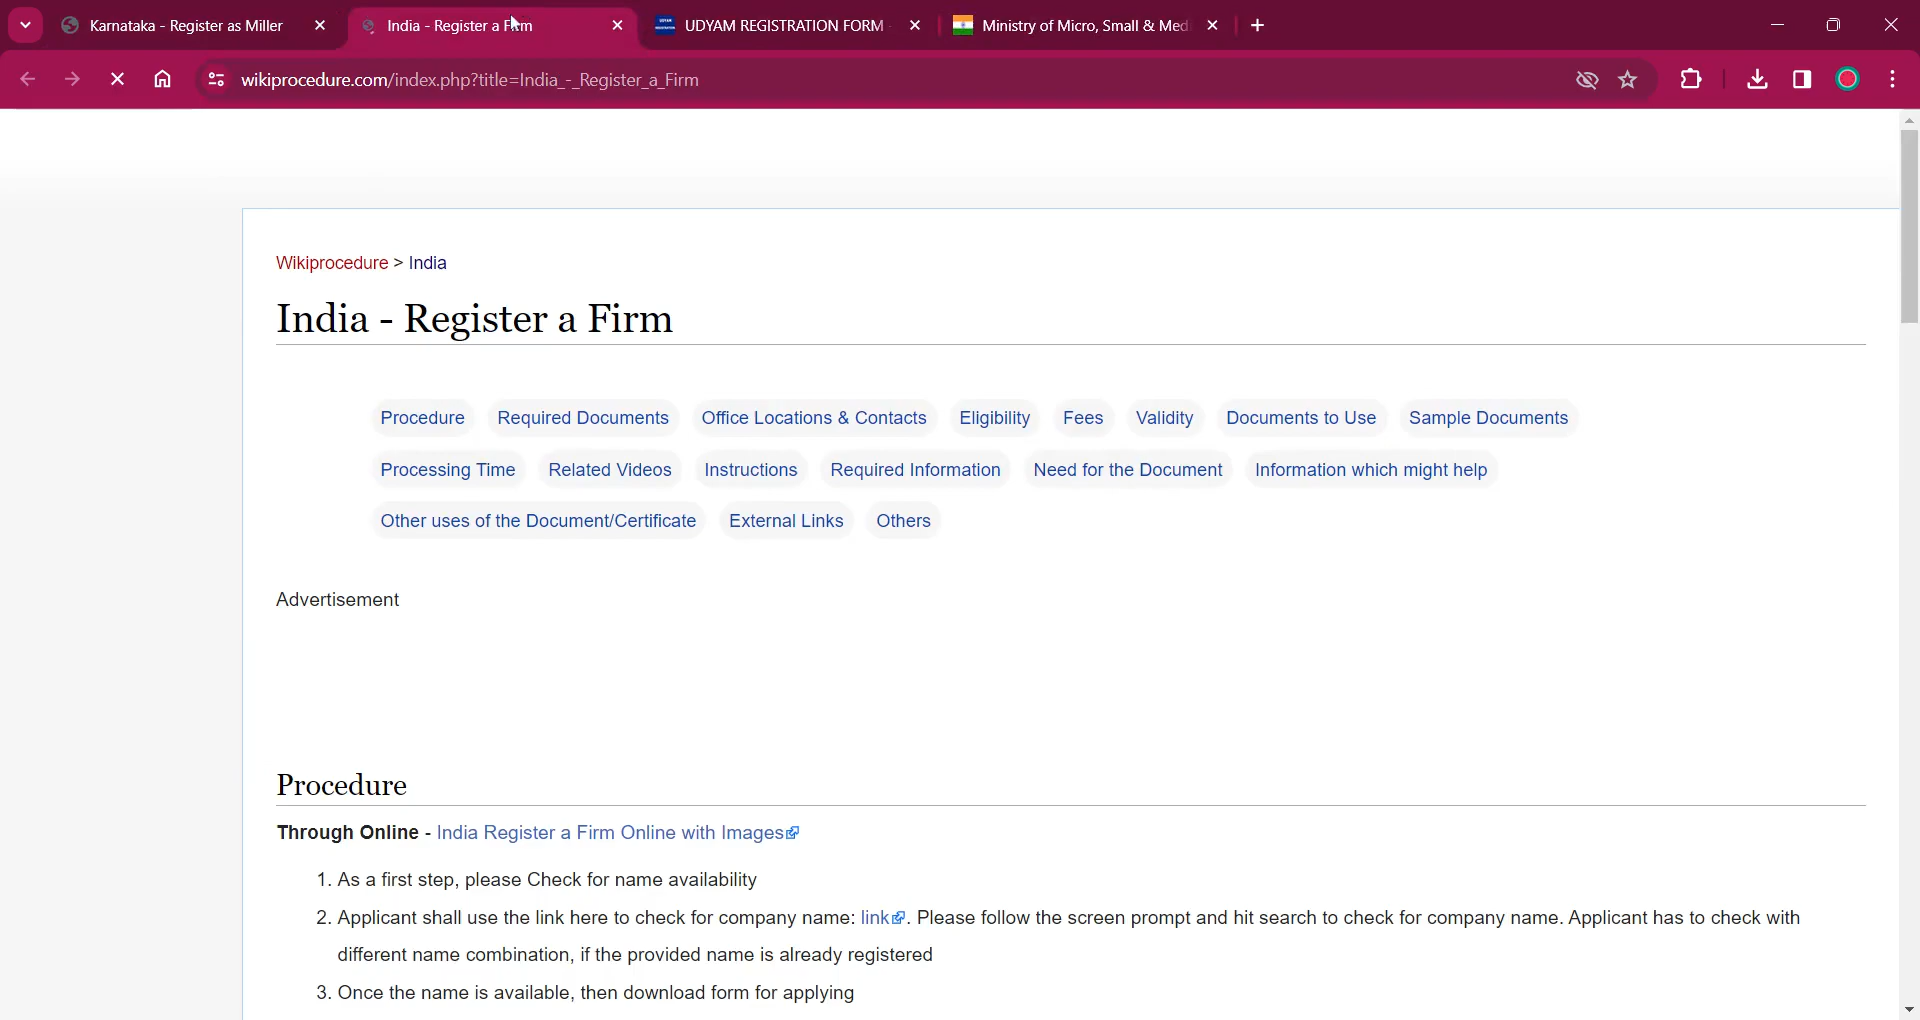 Karnataka - Register as Miller
India - Register a Firm
UDYAM REGISTRATION FORM
Ministry of Micro, Small & Med
wikiprocedure.com/index.php?title=India_-_Register_a_Firm
Wikiprocedure > India
India - Register a Firm
Procedure Required Documents Office Locations & Contacts Eligibility Fees Validity Documents to Use Sample Documents
Processing Time Related Videos Instructions Required Information Need for the Document Information which might help
Other uses of the Document/Certificate External Links Others
Advertisement
Procedure
Through Online - India Register a Firm Online with Images
1. As a first step, please Check for name availability
2. Applicant shall use the link here to check for company name: link. Please follow the screen prompt and hit search to check for company name. Applicant has to check with
different name combination, if the provided name is already registered
3. Once the name is available, then download form for applying